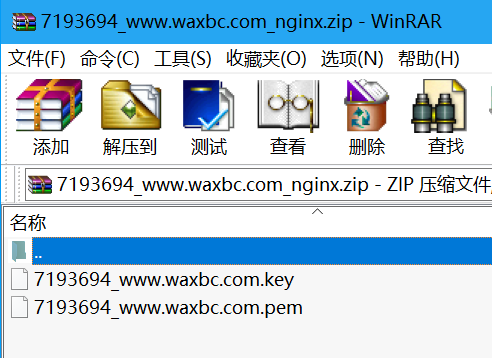 7193694_www.waxbc.com_nginx.zip - WinRAR
文件(F) 命令(C) 工具(S) 收藏夹(O) 选项(N) 帮助(H)
添加 解压到 测试 查看 删除 查找
7193694_www.waxbc.com_nginx.zip - ZIP 压缩文件
名称
..
7193694_www.waxbc.com.key
7193694_www.waxbc.com.pem